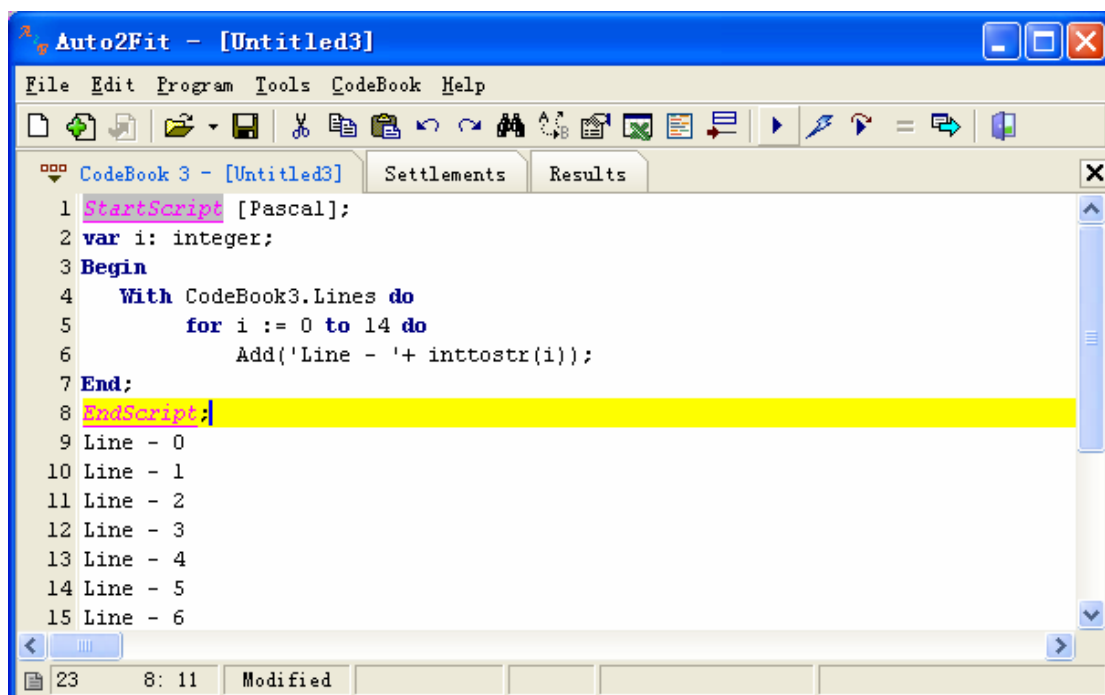 Auto2Fit - [Untitled3]
File Edit Program Tools CodeBook Help
CodeBook 3 - [Untitled3] Settlements Results
1 StartScript [Pascal];
2 var i: integer;
3 Begin
4 With CodeBook3.Lines do
5 for i := 0 to 14 do
6 Add('Line - '+ inttostr(i));
7 End;
8 EndScript;
9 Line - 0
10 Line - 1
11 Line - 2
12 Line - 3
13 Line - 4
14 Line - 5
15 Line - 6
23 8: 11 Modified